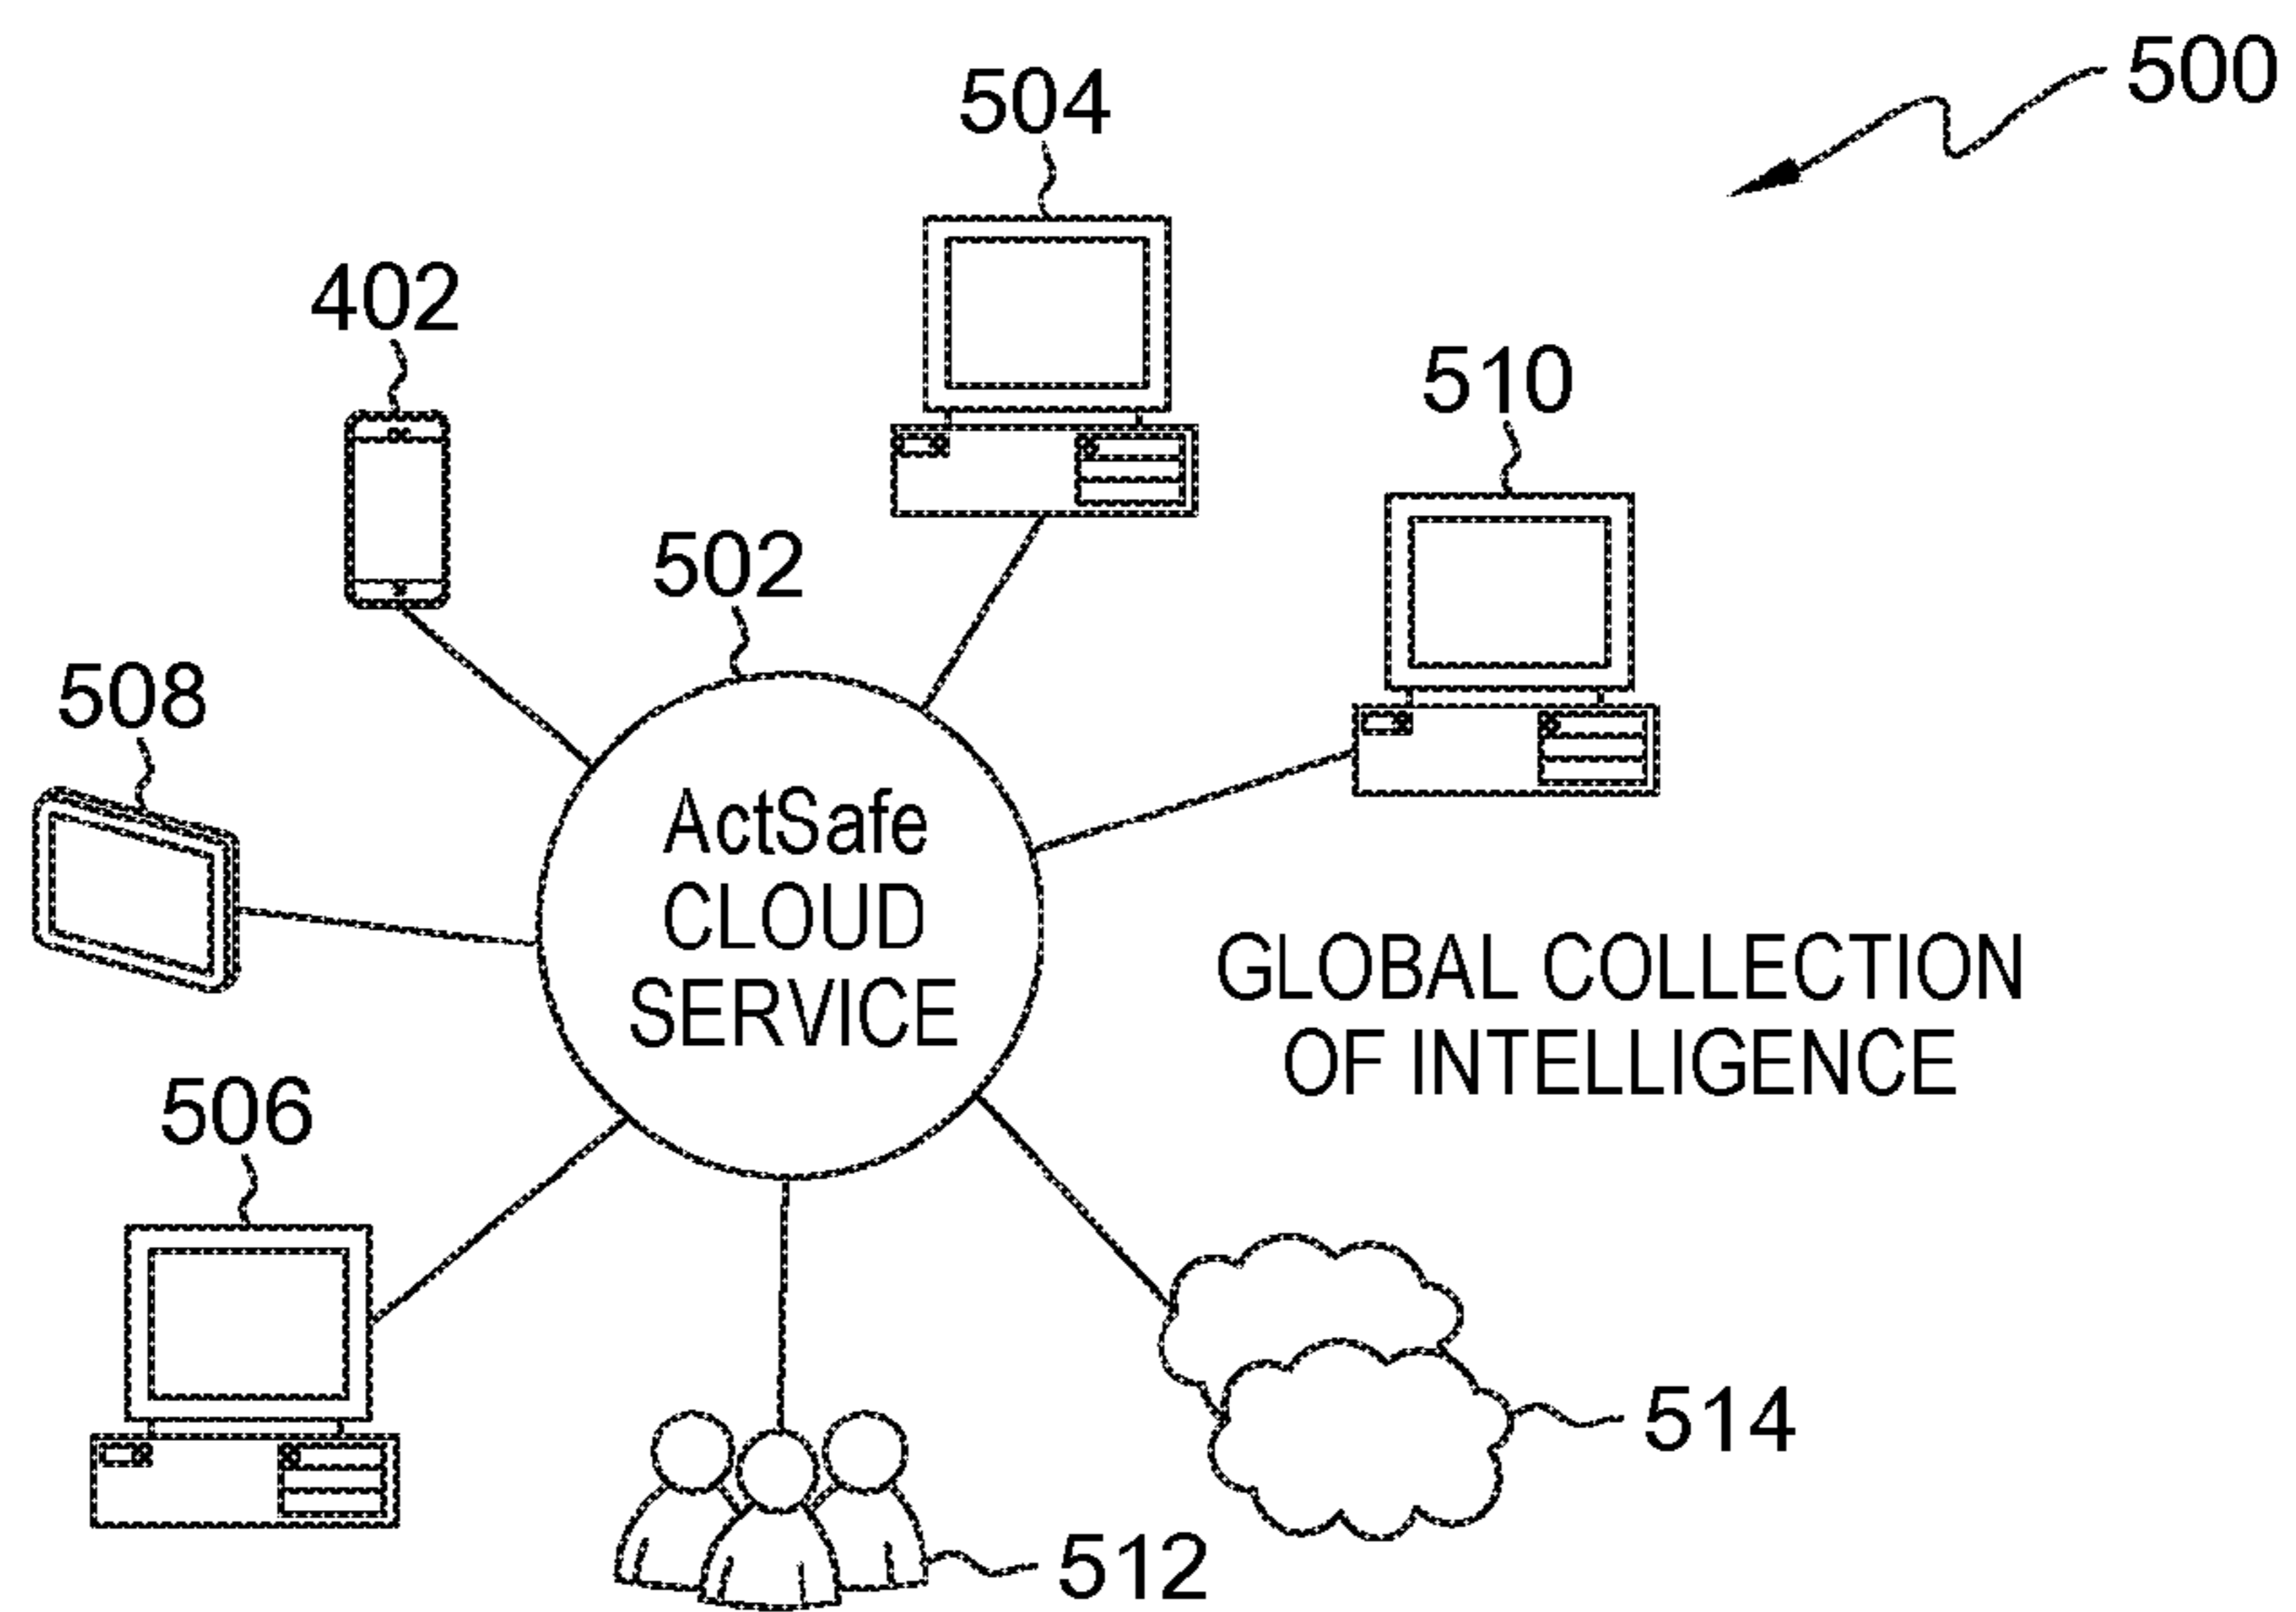 500
504
402
510
502
508
ActSafe
CLOUD
SERVICE
GLOBAL COLLECTION
OF INTELLIGENCE
506
514
512